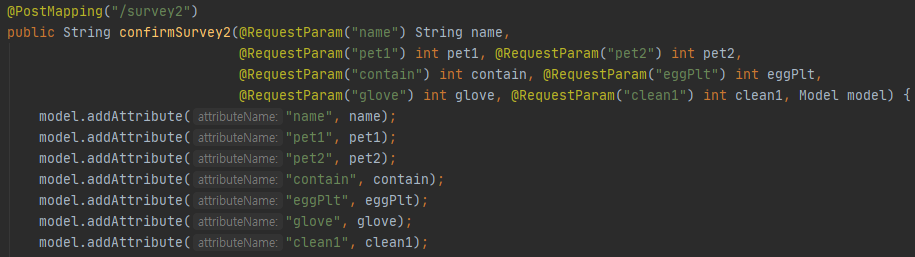 @PostMapping("/survey2")
public String confirmSurvey2(@RequestParam("name") String name,
@RequestParam("pet1") int pet1, @RequestParam("pet2") int pet2,
@RequestParam("contain") int contain, @RequestParam("eggPlt") int eggPlt,
@RequestParam("glove") int glove, @RequestParam("clean1") int clean1, Model model) {
model.addAttribute( attributeName: "name", name);
model.addAttribute( attributeName: "pet1", pet1);
model.addAttribute( attributeName: "pet2", pet2);
model.addAttribute( attributeName: "contain", contain);
model.addAttribute( attributeName: "eggPlt", eggPlt);
model.addAttribute( attributeName: "glove", glove);
model.addAttribute( attributeName: "clean1", clean1);